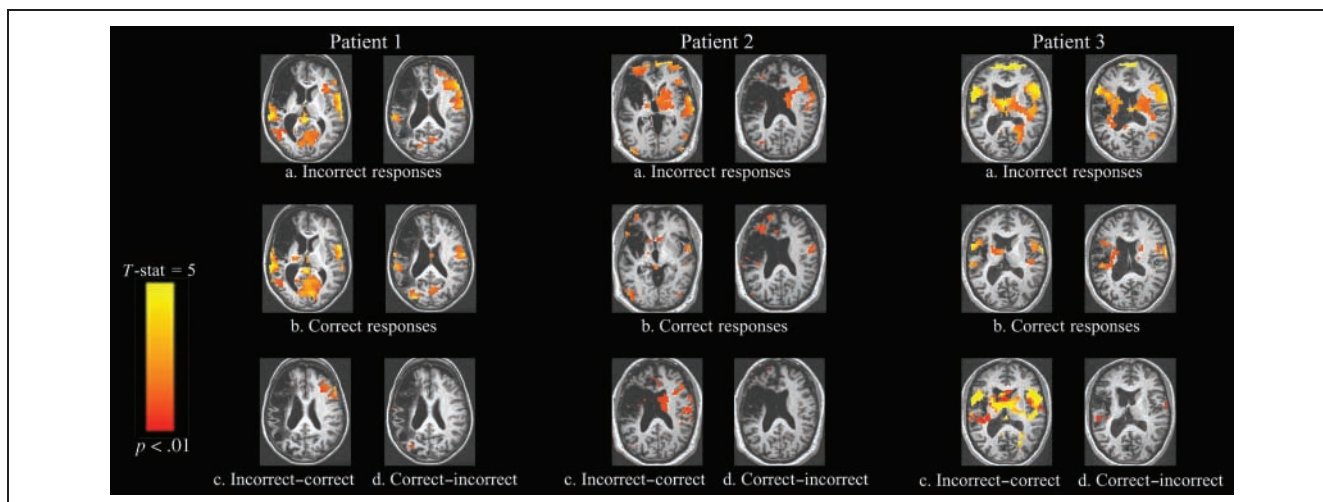 Patient 1
Patient 2
Patient 3
a. Incorrect responses
a. Incorrect responses
a. Incorrect responses
T-stat = 5
b. Correct responses
b. Correct responses
b. Correct responses
p < .01
c. Incorrect–correct
d. Correct–incorrect
c. Incorrect–correct
d. Correct–incorrect
c. Incorrect–correct
d. Correct–incorrect